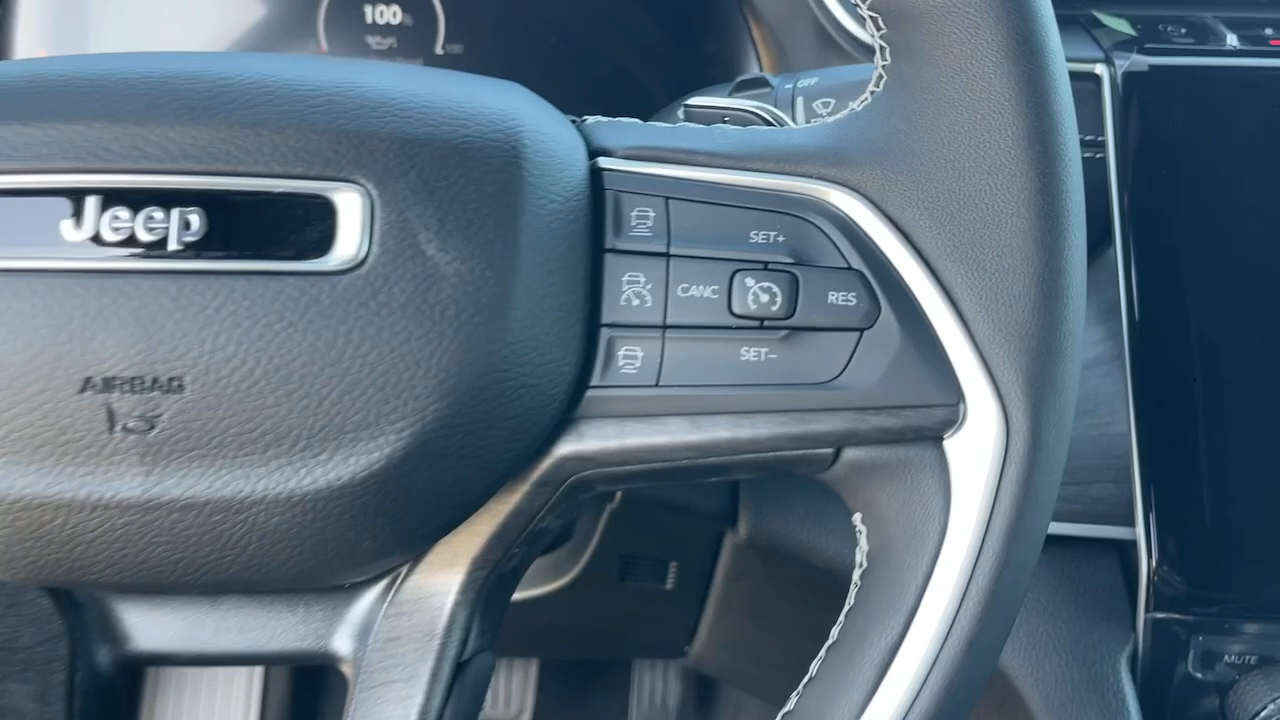 100%
OFF
Jeep
SET+
CANC
RES
SET–
AIRBAG
MUTE